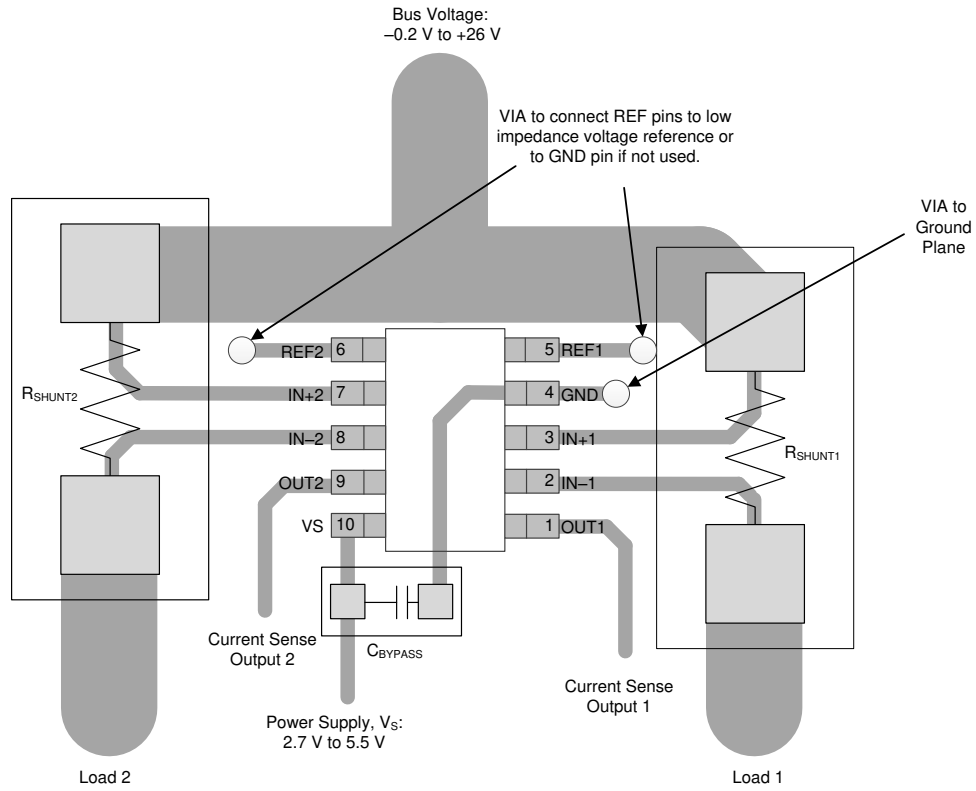 Bus Voltage:
–0.2 V to +26 V
VIA to connect REF pins to low
impedance voltage reference or
to GND pin if not used.
VIA to
Ground
Plane
REF2 6
5 REF1
RSHUNT2
IN+2 7
4 GND
IN–2 8
3 IN+1
RSHUNT1
OUT2 9
2 IN–1
VS 10
1 OUT1
Current Sense
Output 2
CBYPASS
Current Sense
Output 1
Power Supply, VS:
2.7 V to 5.5 V
Load 2
Load 1